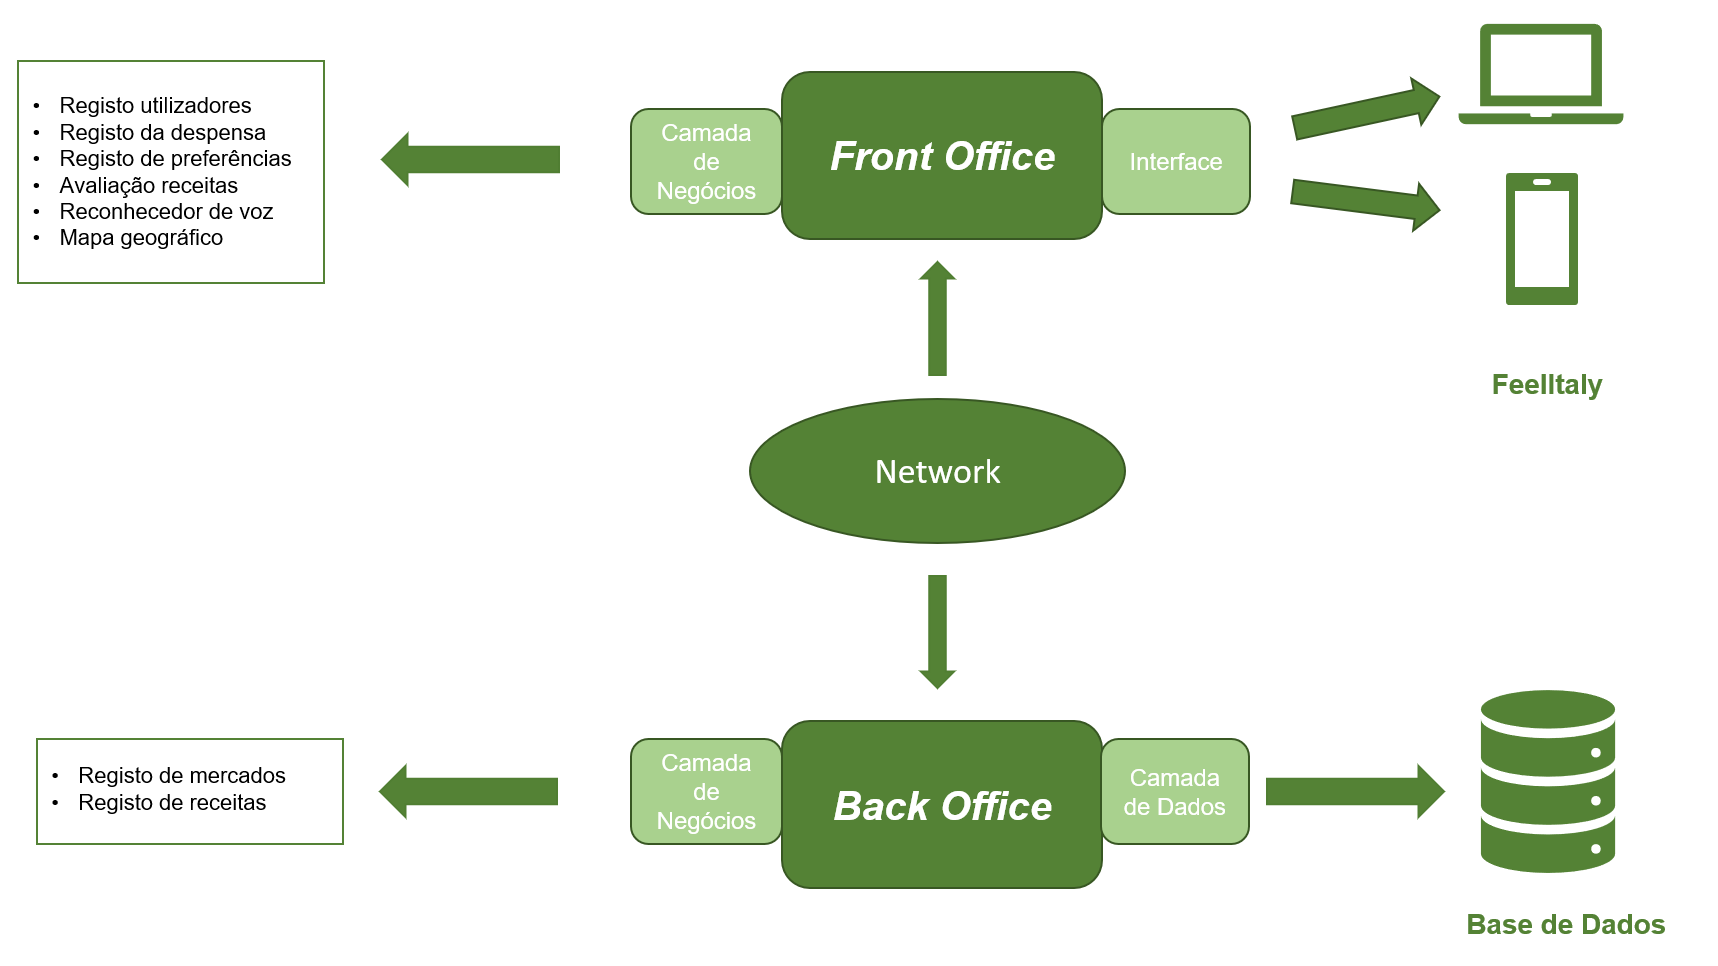 • Registo utilizadores
• Registo da despensa
• Registo de preferências
• Avaliação receitas
• Reconhecedor de voz
• Mapa geográfico
Camada
de
Negócios
Front Office
Interface
FeelItaly
Network
• Registo de mercados
• Registo de receitas
Camada
de
Negócios
Back Office
Camada
de Dados
Base de Dados